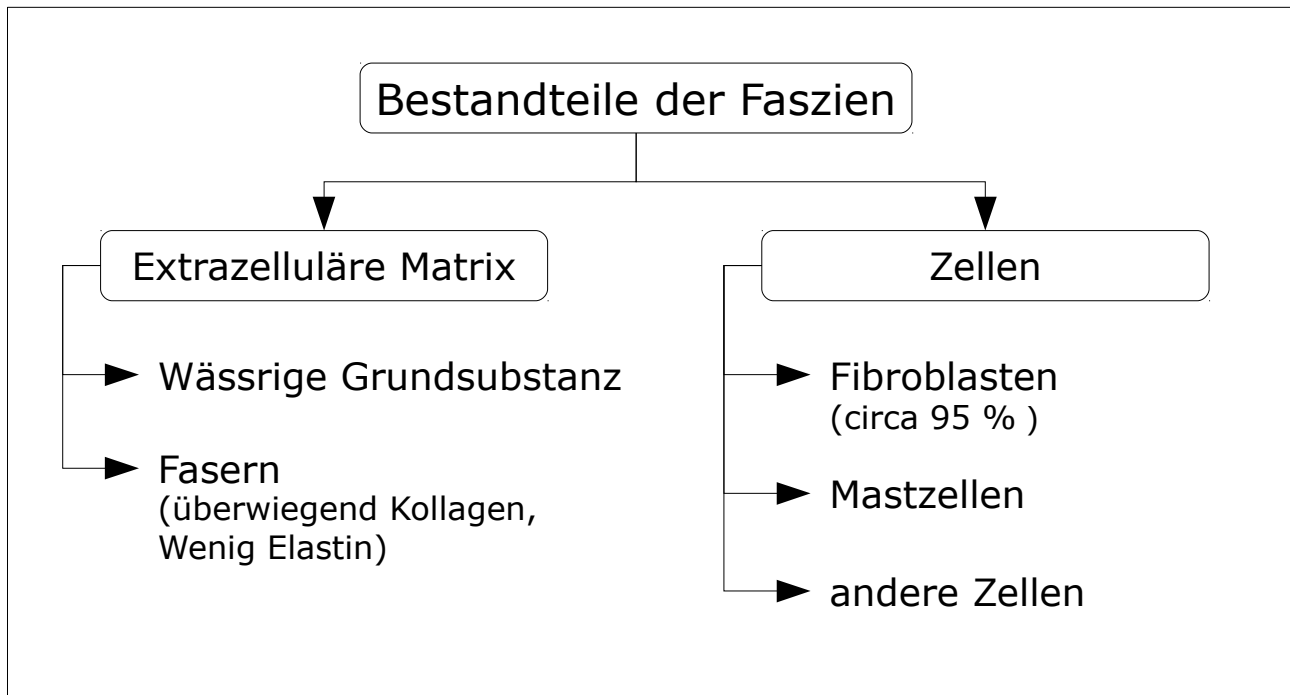 Bestandteile der Faszien
Extrazelluläre Matrix
Wässrige Grundsubstanz
Fasern
(überwiegend Kollagen,
Wenig Elastin)
Zellen
Fibroblasten
(circa 95 % )
Mastzellen
andere Zellen